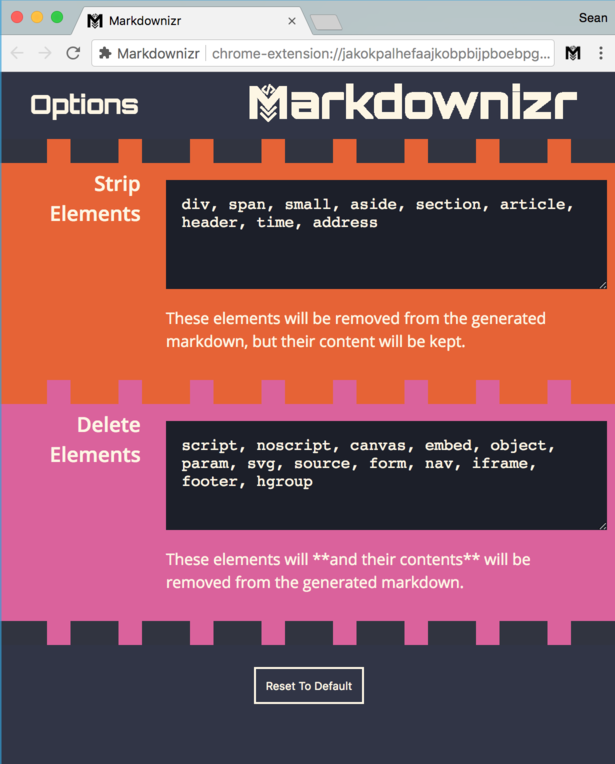 Markdownizr
Sean
Markdownizr chrome-extension://jakokpalhefaajkobpbijpboebpg...
Options
Markdownizr
Strip
Elements
div, span, small, aside, section, article,
header, time, address
These elements will be removed from the generated
markdown, but their content will be kept.
Delete
Elements
script, noscript, canvas, embed, object,
param, svg, source, form, nav, iframe,
footer, hgroup
These elements will **and their contents** will be
removed from the generated markdown.
Reset To Default